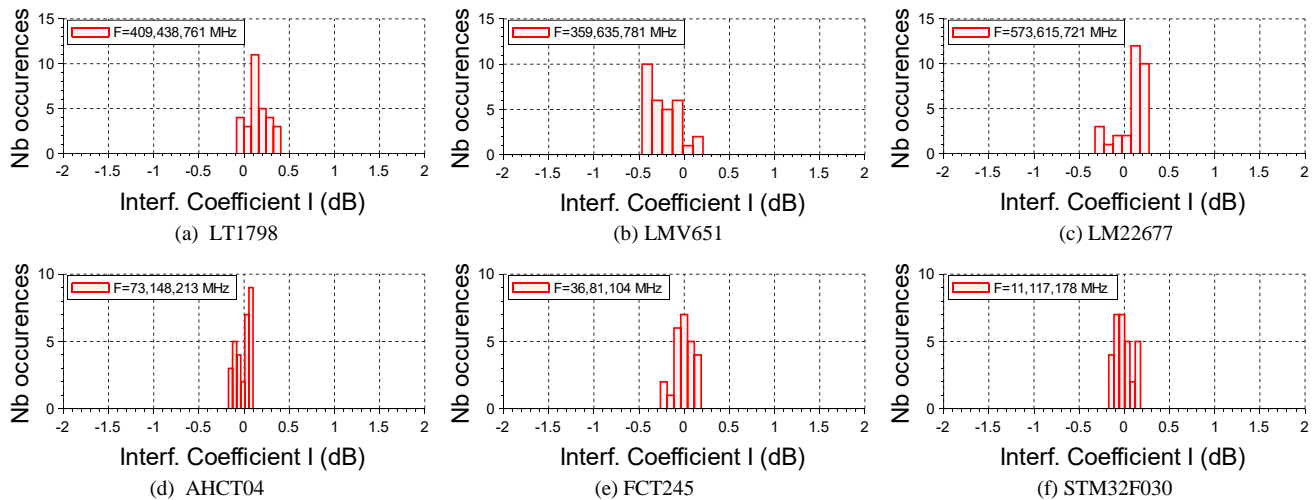 Nb occurences
15
10
5
0
F=409,438,761 MHz
-2 -1.5 -1 -0.5 0 0.5 1 1.5 2
Interf. Coefficient I (dB)
(a) LT1798
Nb occurences
15
10
5
0
F=359,635,781 MHz
-2 -1.5 -1 -0.5 0 0.5 1 1.5 2
Interf. Coefficient I (dB)
(b) LMV651
Nb occurences
15
10
5
0
F=573,615,721 MHz
-2 -1.5 -1 -0.5 0 0.5 1 1.5 2
Interf. Coefficient I (dB)
(c) LM22677
Nb occurences
10
5
0
F=73,148,213 MHz
-2 -1.5 -1 -0.5 0 0.5 1 1.5 2
Interf. Coefficient I (dB)
(d) AHCT04
Nb occurences
10
5
0
F=36,81,104 MHz
-2 -1.5 -1 -0.5 0 0.5 1 1.5 2
Interf. Coefficient I (dB)
(e) FCT245
Nb occurences
10
5
0
F=11,117,178 MHz
-2 -1.5 -1 -0.5 0 0.5 1 1.5 2
Interf. Coefficient I (dB)
(f) STM32F030